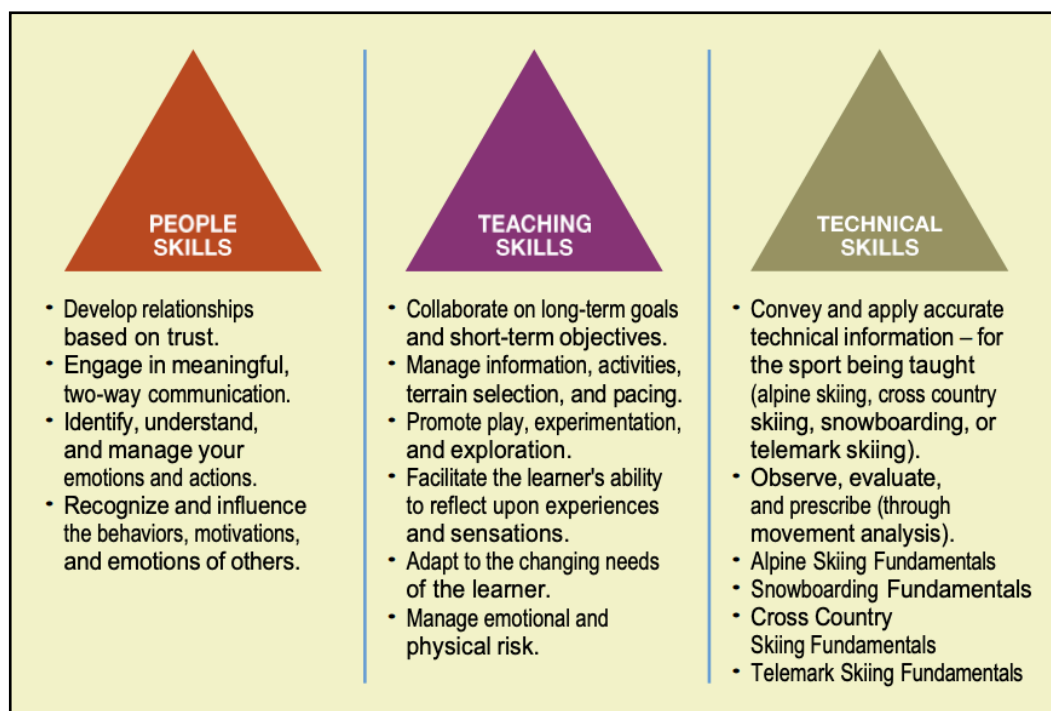 PEOPLE
SKILLS
• Develop relationships
based on trust.
• Engage in meaningful,
two-way communication.
• Identify, understand,
and manage your
emotions and actions.
• Recognize and influence
the behaviors, motivations,
and emotions of others.
TEACHING
SKILLS
• Collaborate on long-term goals
and short-term objectives.
• Manage information, activities,
terrain selection, and pacing.
• Promote play, experimentation,
and exploration.
• Facilitate the learner's ability
to reflect upon experiences
and sensations.
• Adapt to the changing needs
of the learner.
• Manage emotional and
physical risk.
TECHNICAL
SKILLS
• Convey and apply accurate
technical information – for
the sport being taught
(alpine skiing, cross country
skiing, snowboarding, or
telemark skiing).
• Observe, evaluate,
and prescribe (through
movement analysis).
• Alpine Skiing Fundamentals
• Snowboarding Fundamentals
• Cross Country
Skiing Fundamentals
• Telemark Skiing Fundamentals